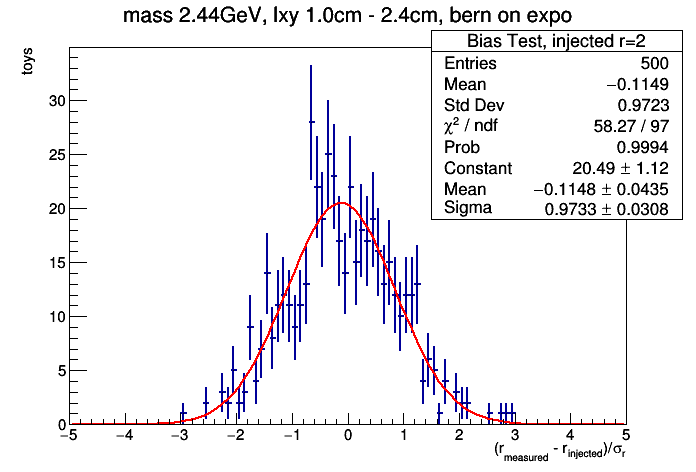 mass 2.44GeV, lxy 1.0cm - 2.4cm, bern on expo
Bias Test, injected r=2
Entries 500
Mean −0.1149
Std Dev 0.9723
χ² / ndf 58.27 / 97
Prob 0.9994
Constant 20.49 ± 1.12
Mean −0.1148 ± 0.0435
Sigma 0.9733 ± 0.0308
toys
30
25
20
15
10
5
0
−5 −4 −3 −2 −1 0 1 2 3 4 5
(r_measured - r_injected)/σ_r